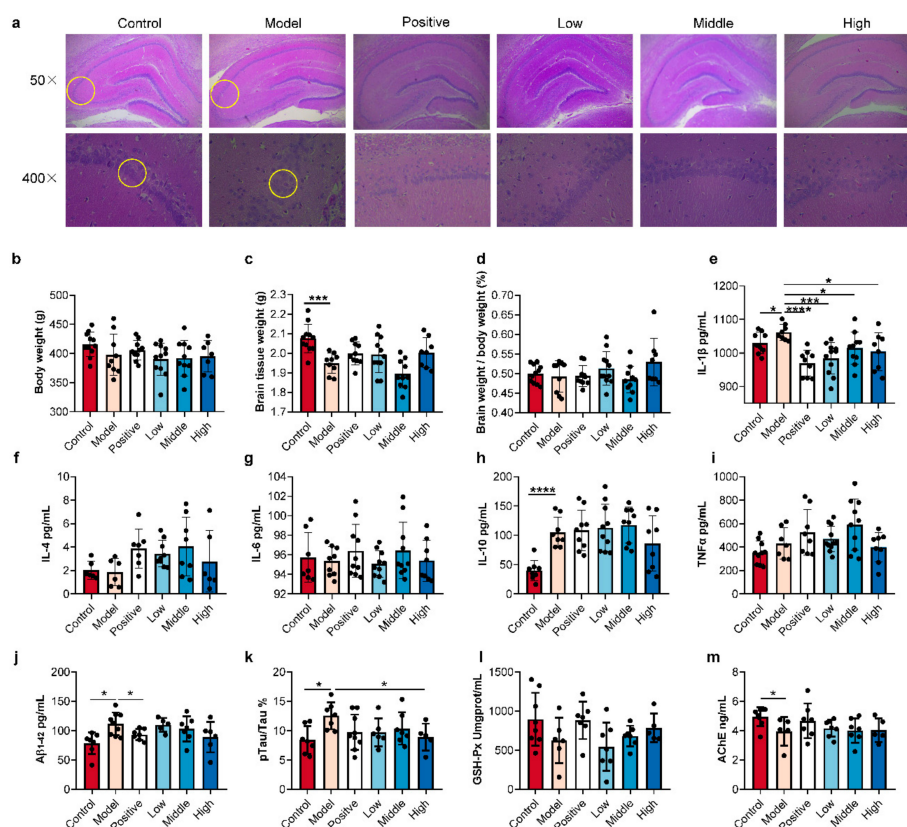 a
Control Model Positive Low Middle High
50×
400×
b
Body weight (g)
450
400
350
300
500
Control Model Positive Low Middle High
c
Brain tissue weight (g)
2.3
2.2
2.1
2.0
1.9
1.8
1.7
***
Control Model Positive Low Middle High
d
Brain weight / body weight (%)
0.70
0.65
0.60
0.55
0.50
0.45
0.40
Control Model Positive Low Middle High
e
IL-1β pg/mL
1200
1100
1000
900
*
*
***
* ****
Control Model Positive Low Middle High
f
IL-4 pg/mL
10
8
6
4
2
0
Control Model Positive Low Middle High
g
IL-6 pg/mL
104
102
100
98
96
94
92
Control Model Positive Low Middle High
h
IL-10 pg/mL
200
150
100
50
0
****
Control Model Positive Low Middle High
i
TNFα pg/mL
1000
800
600
400
200
0
Control Model Positive Low Middle High
j
Aβ1-42 pg/mL
200
150
100
50
0
* *
Control Model Positive Low Middle High
k
pTau/Tau %
20
15
10
5
0
* *
Control Model Positive Low Middle High
l
GSH-Px Umgprot/mL
1500
1000
500
0
Control Model Positive Low Middle High
m
AChE ng/mL
8
6
4
2
0
*
Control Model Positive Low Middle High